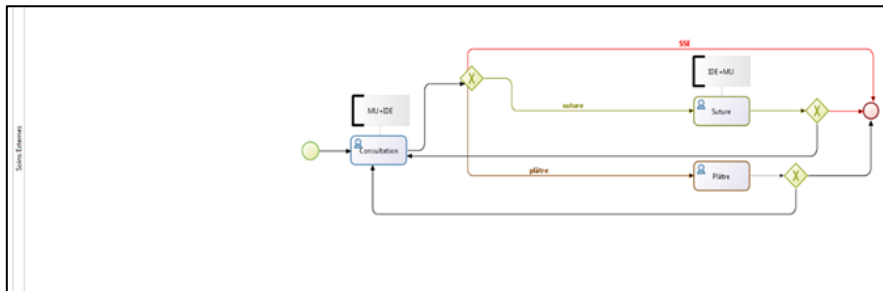 Soins Externes
SSE
MU+IDE
IDE+MU
suture
Suture
Consultation
plâtre
Plâtre